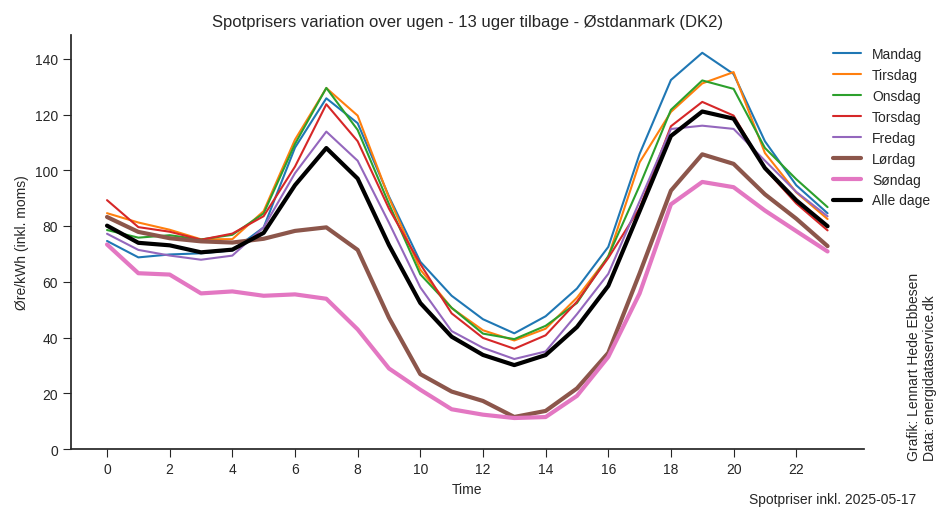 Spotprisers variation over ugen - 13 uger tilbage - Østdanmark (DK2)
Øre/kWh (inkl. moms)
140
120
100
80
60
40
20
0
0 2 4 6 8 10 12 14 16 18 20 22
Time
Mandag
Tirsdag
Onsdag
Torsdag
Fredag
Lørdag
Søndag
Alle dage
Grafik: Lennart Hede Ebbesen
Data: energidataservice.dk
Spotpriser inkl. 2025-05-17